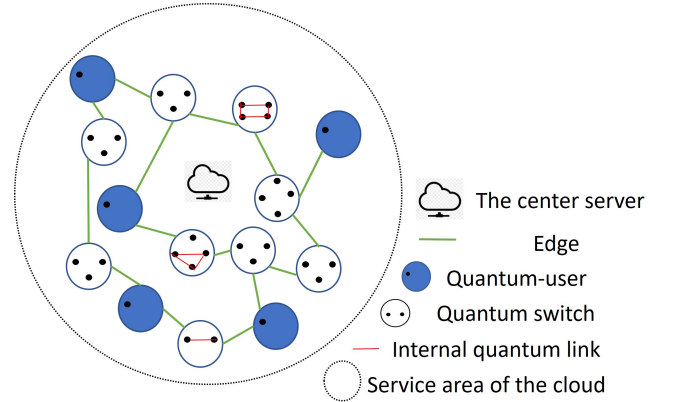 The center server
Edge
Quantum-user
Quantum switch
Internal quantum link
Service area of the cloud